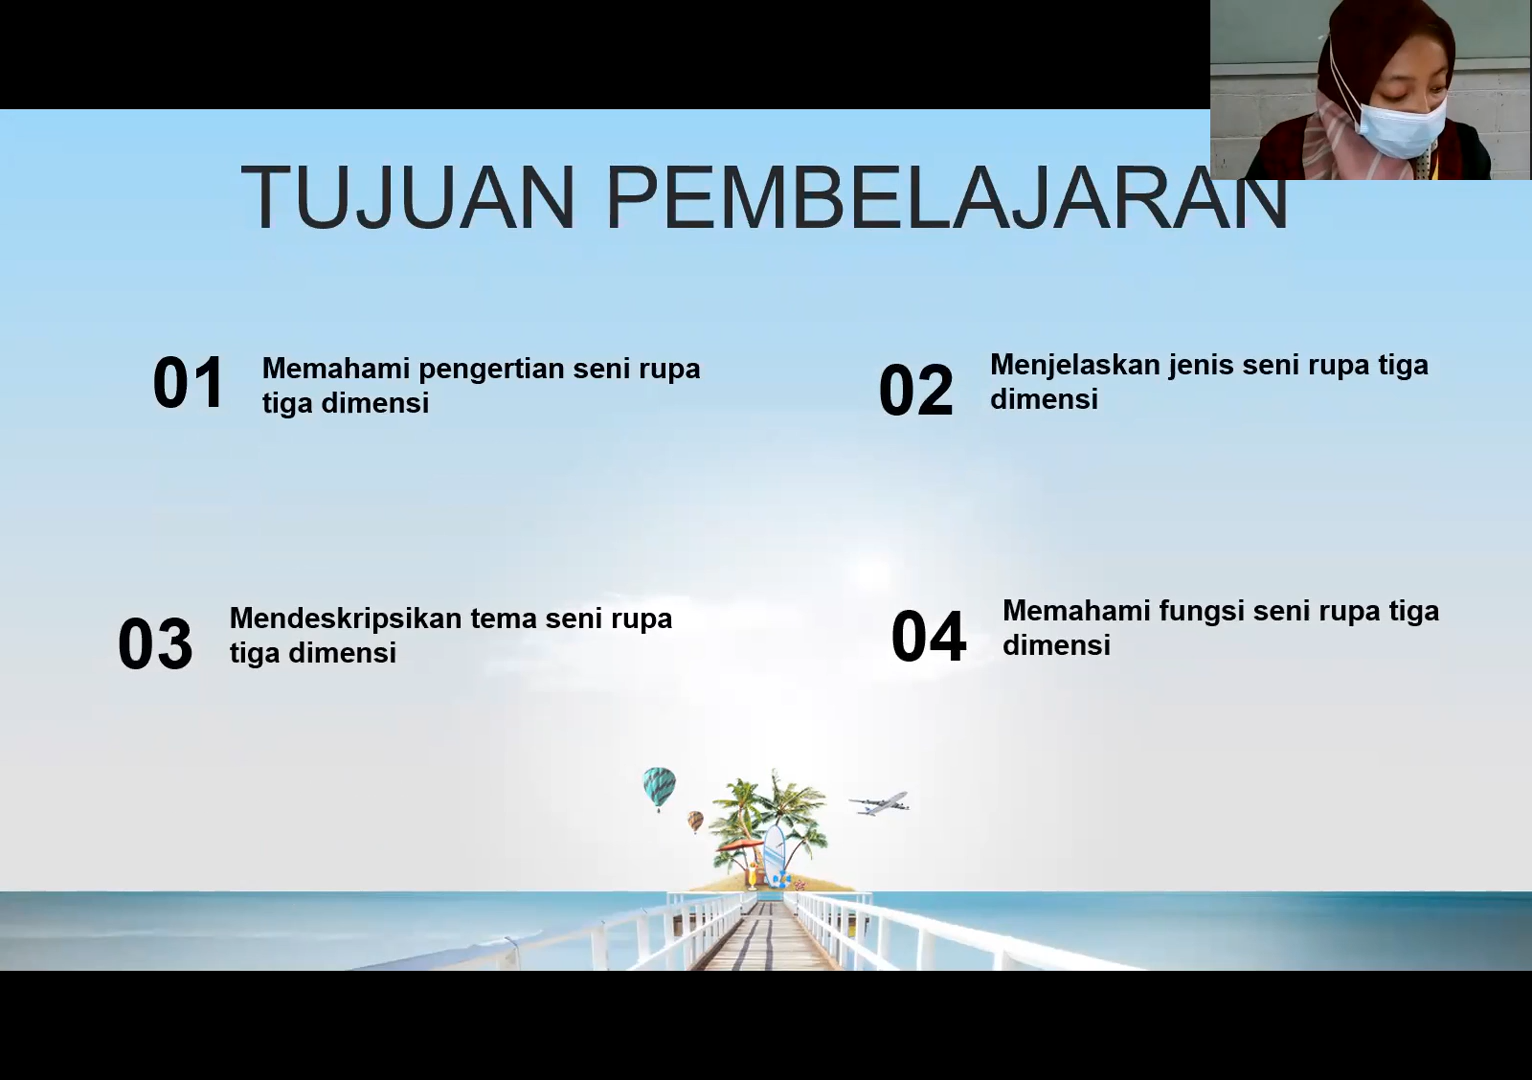 TUJUAN PEMBELAJARAN
01
Memahami pengertian seni rupa
tiga dimensi
02
Menjelaskan jenis seni rupa tiga
dimensi
03
Mendeskripsikan tema seni rupa
tiga dimensi
04
Memahami fungsi seni rupa tiga
dimensi